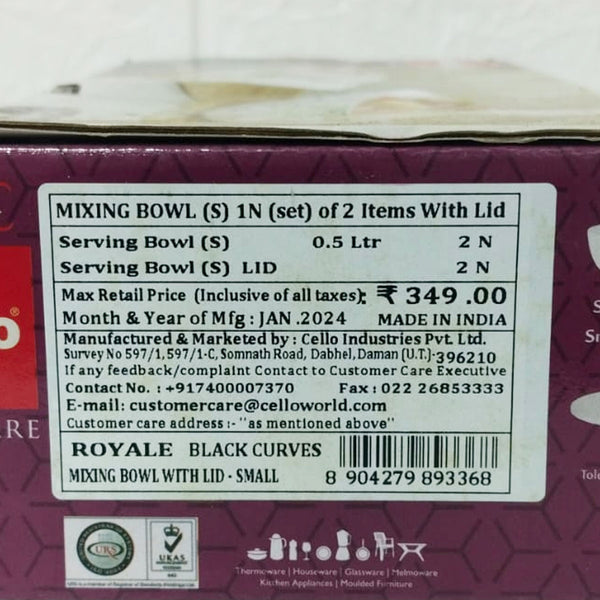 MIXING BOWL (S) 1N (set) of 2 Items With Lid
Serving Bowl (S) 0.5 Ltr 2 N
Serving Bowl (S) LID 2 N
Max Retail Price (Inclusive of all taxes): ₹ 349.00
Month & Year of Mfg : JAN.2024 MADE IN INDIA
Manufactured & Marketed by : Cello Industries Pvt. Ltd.
Survey No 597/1,597/1-C, Somnath Road, Dabhel, Daman (U.T.)-396210
If any feedback/complaint Contact to Customer Care Executive
Contact No. : +917400007370 Fax : 022 26853333
E-mail: customercare@celloworld.com
Customer care address :- "as mentioned above"
ROYALE BLACK CURVES
MIXING BOWL WITH LID - SMALL 8 904279 893368
o®
ARE
URS
UKAS
Thermoware | Houseware | Glassware | Melmoware
Kitchen Appliances | Moulded Furniture